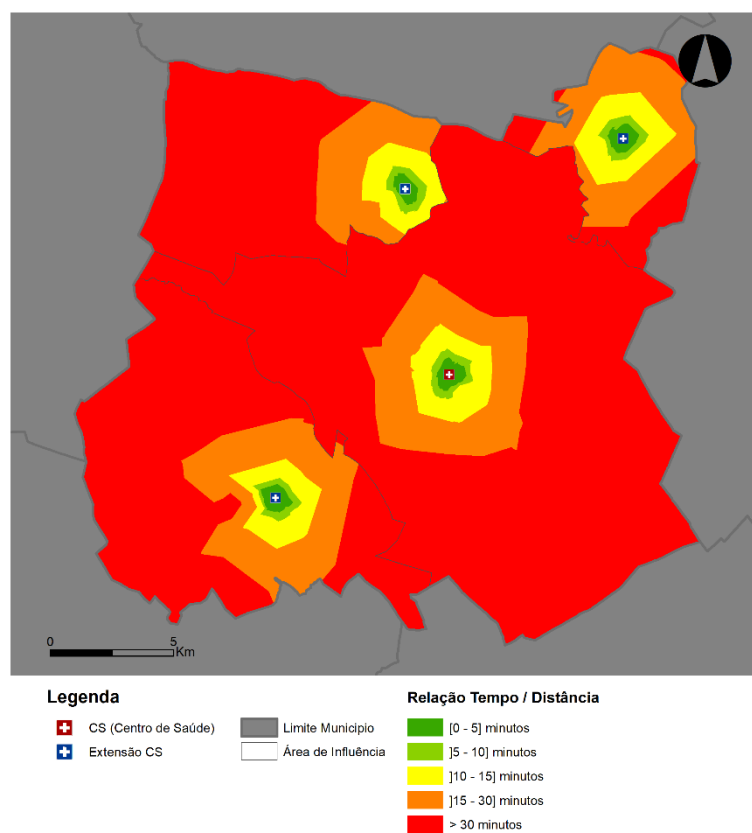 0 5
Km
Legenda
CS (Centro de Saúde)
Extensão CS
Limite Municipio
Área de Influência
Relação Tempo / Distância
[0 - 5] minutos
]5 - 10] minutos
]10 - 15] minutos
]15 - 30] minutos
> 30 minutos